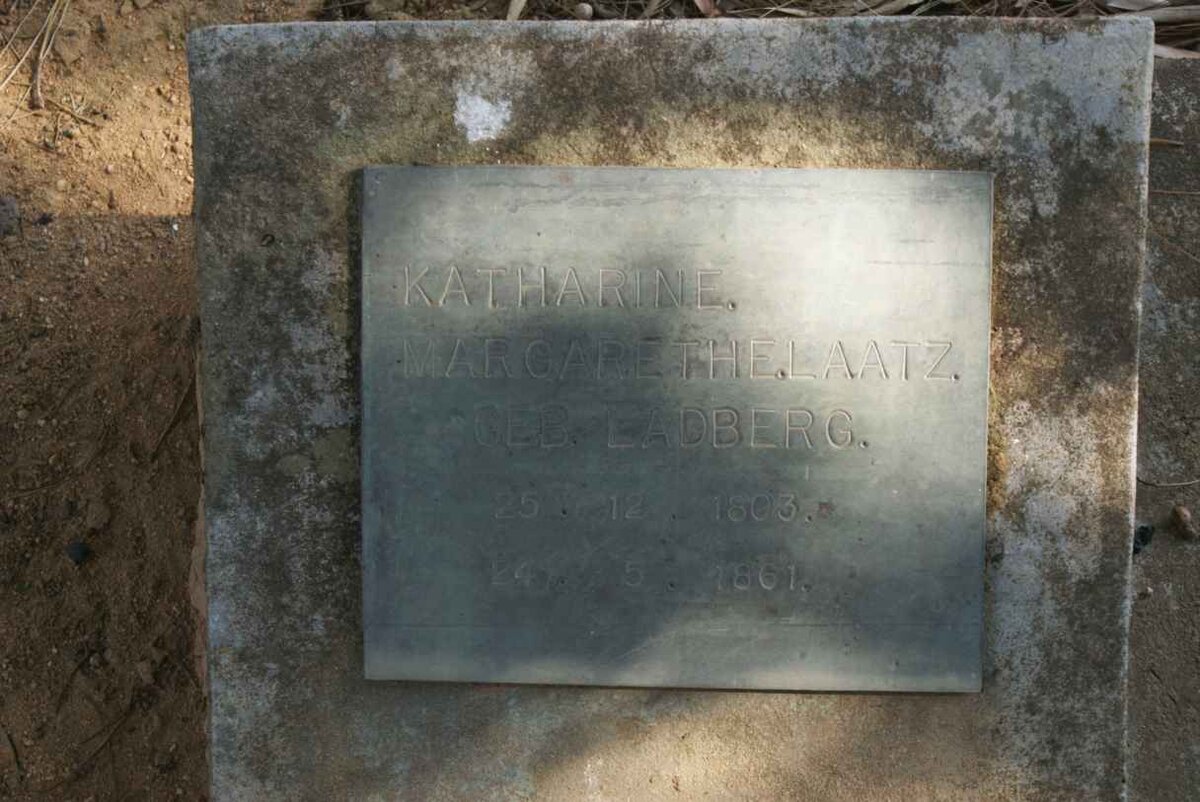 KATHARINE.
MARGARETHE.LAATZ.
GEB. LADBERG.
25. 12. 1803.
24. 5. 1861.